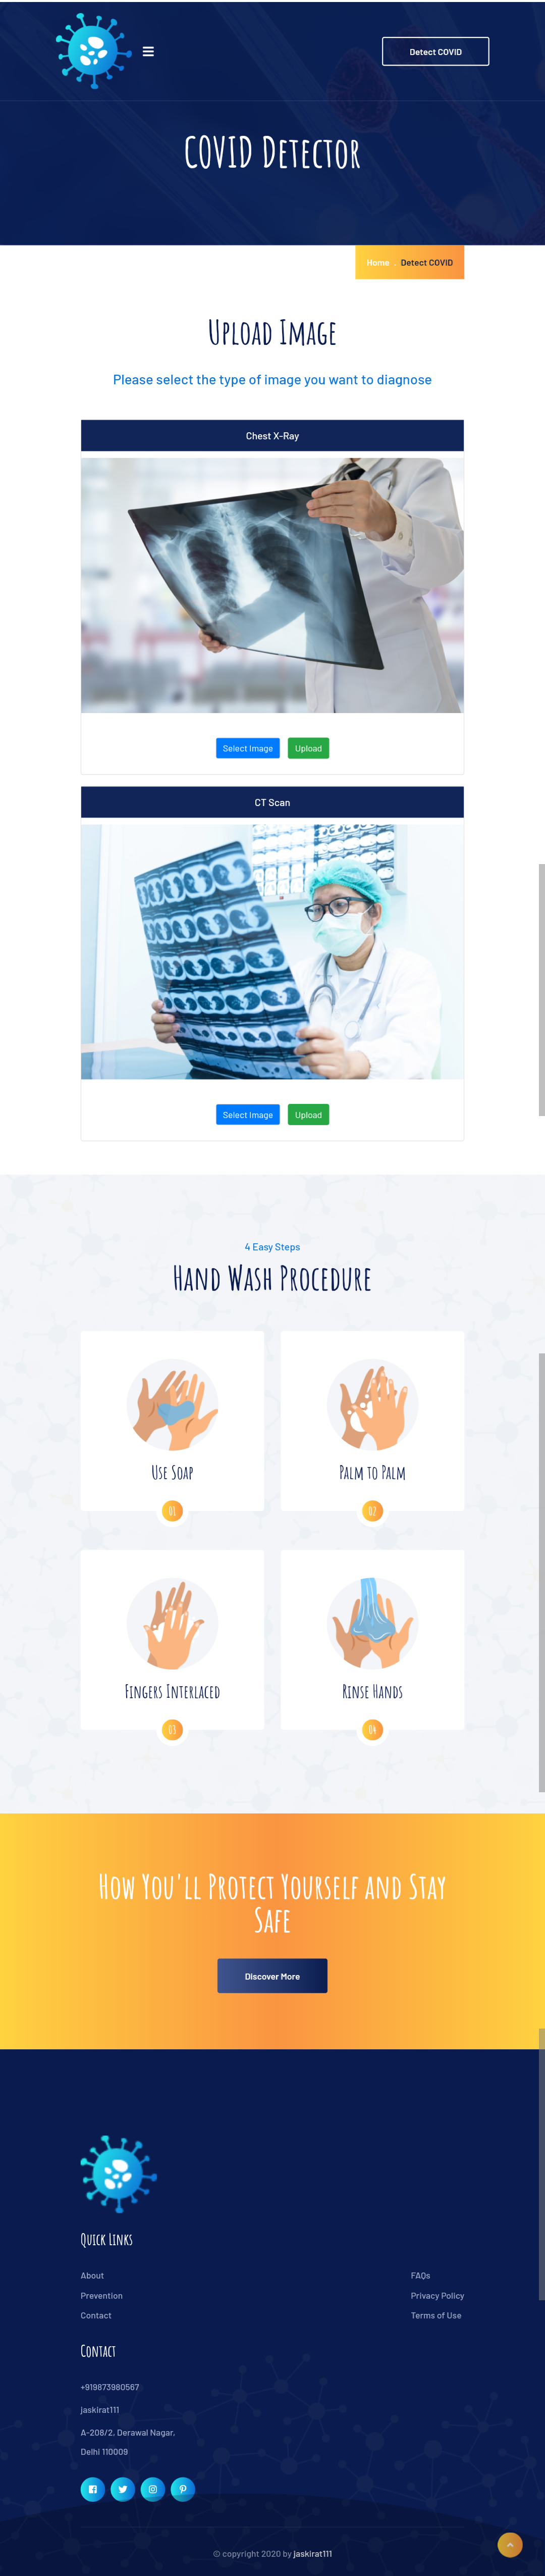 Detect COVID
COVID Detector
Home . Detect COVID
Upload Image
Please select the type of image you want to diagnose
Chest X-Ray
Select Image Upload
CT Scan
Select Image Upload
4 Easy Steps
Hand Wash Procedure
Use Soap
01
Palm to Palm
02
Fingers Interlaced
03
Rinse Hands
04
How You'll Protect Yourself and Stay
Safe
Discover More
Quick Links
About
Prevention
Contact
FAQs
Privacy Policy
Terms of Use
Contact
+919873980567
jaskirat111
A-208/2, Derawal Nagar,
Delhi 110009
© copyright 2020 by jaskirat111